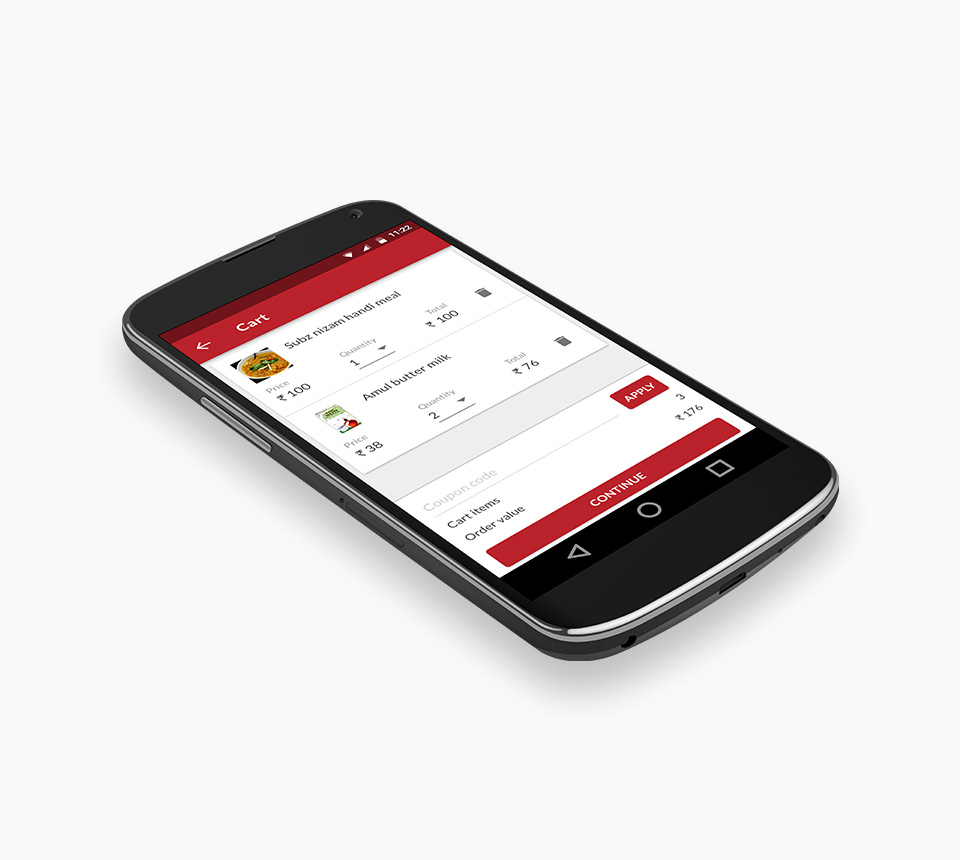 11:22
Cart
Subz nizam handi meal
Price Quantity Total
₹ 100 1 ₹ 100
Amul butter milk
Price Quantity Total
₹ 38 2 ₹ 76
Coupon code APPLY
Cart items 3
Order value ₹ 176
CONTINUE